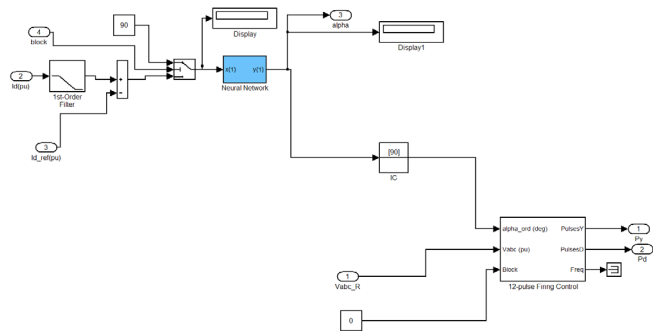 90
3
alpha
Display
4
block
Display1
2
Id(pu)
1st-Order
Filter
+
−
x(1) y(1)
Neural Network
3
Id_ref(pu)
[90]
IC
alpha_ord (deg) PulsesY
1
Py
Vabc (pu) PulsesD
2
Pd
Block Freq
12-pulse Firing Control
1
Vabc_R
0